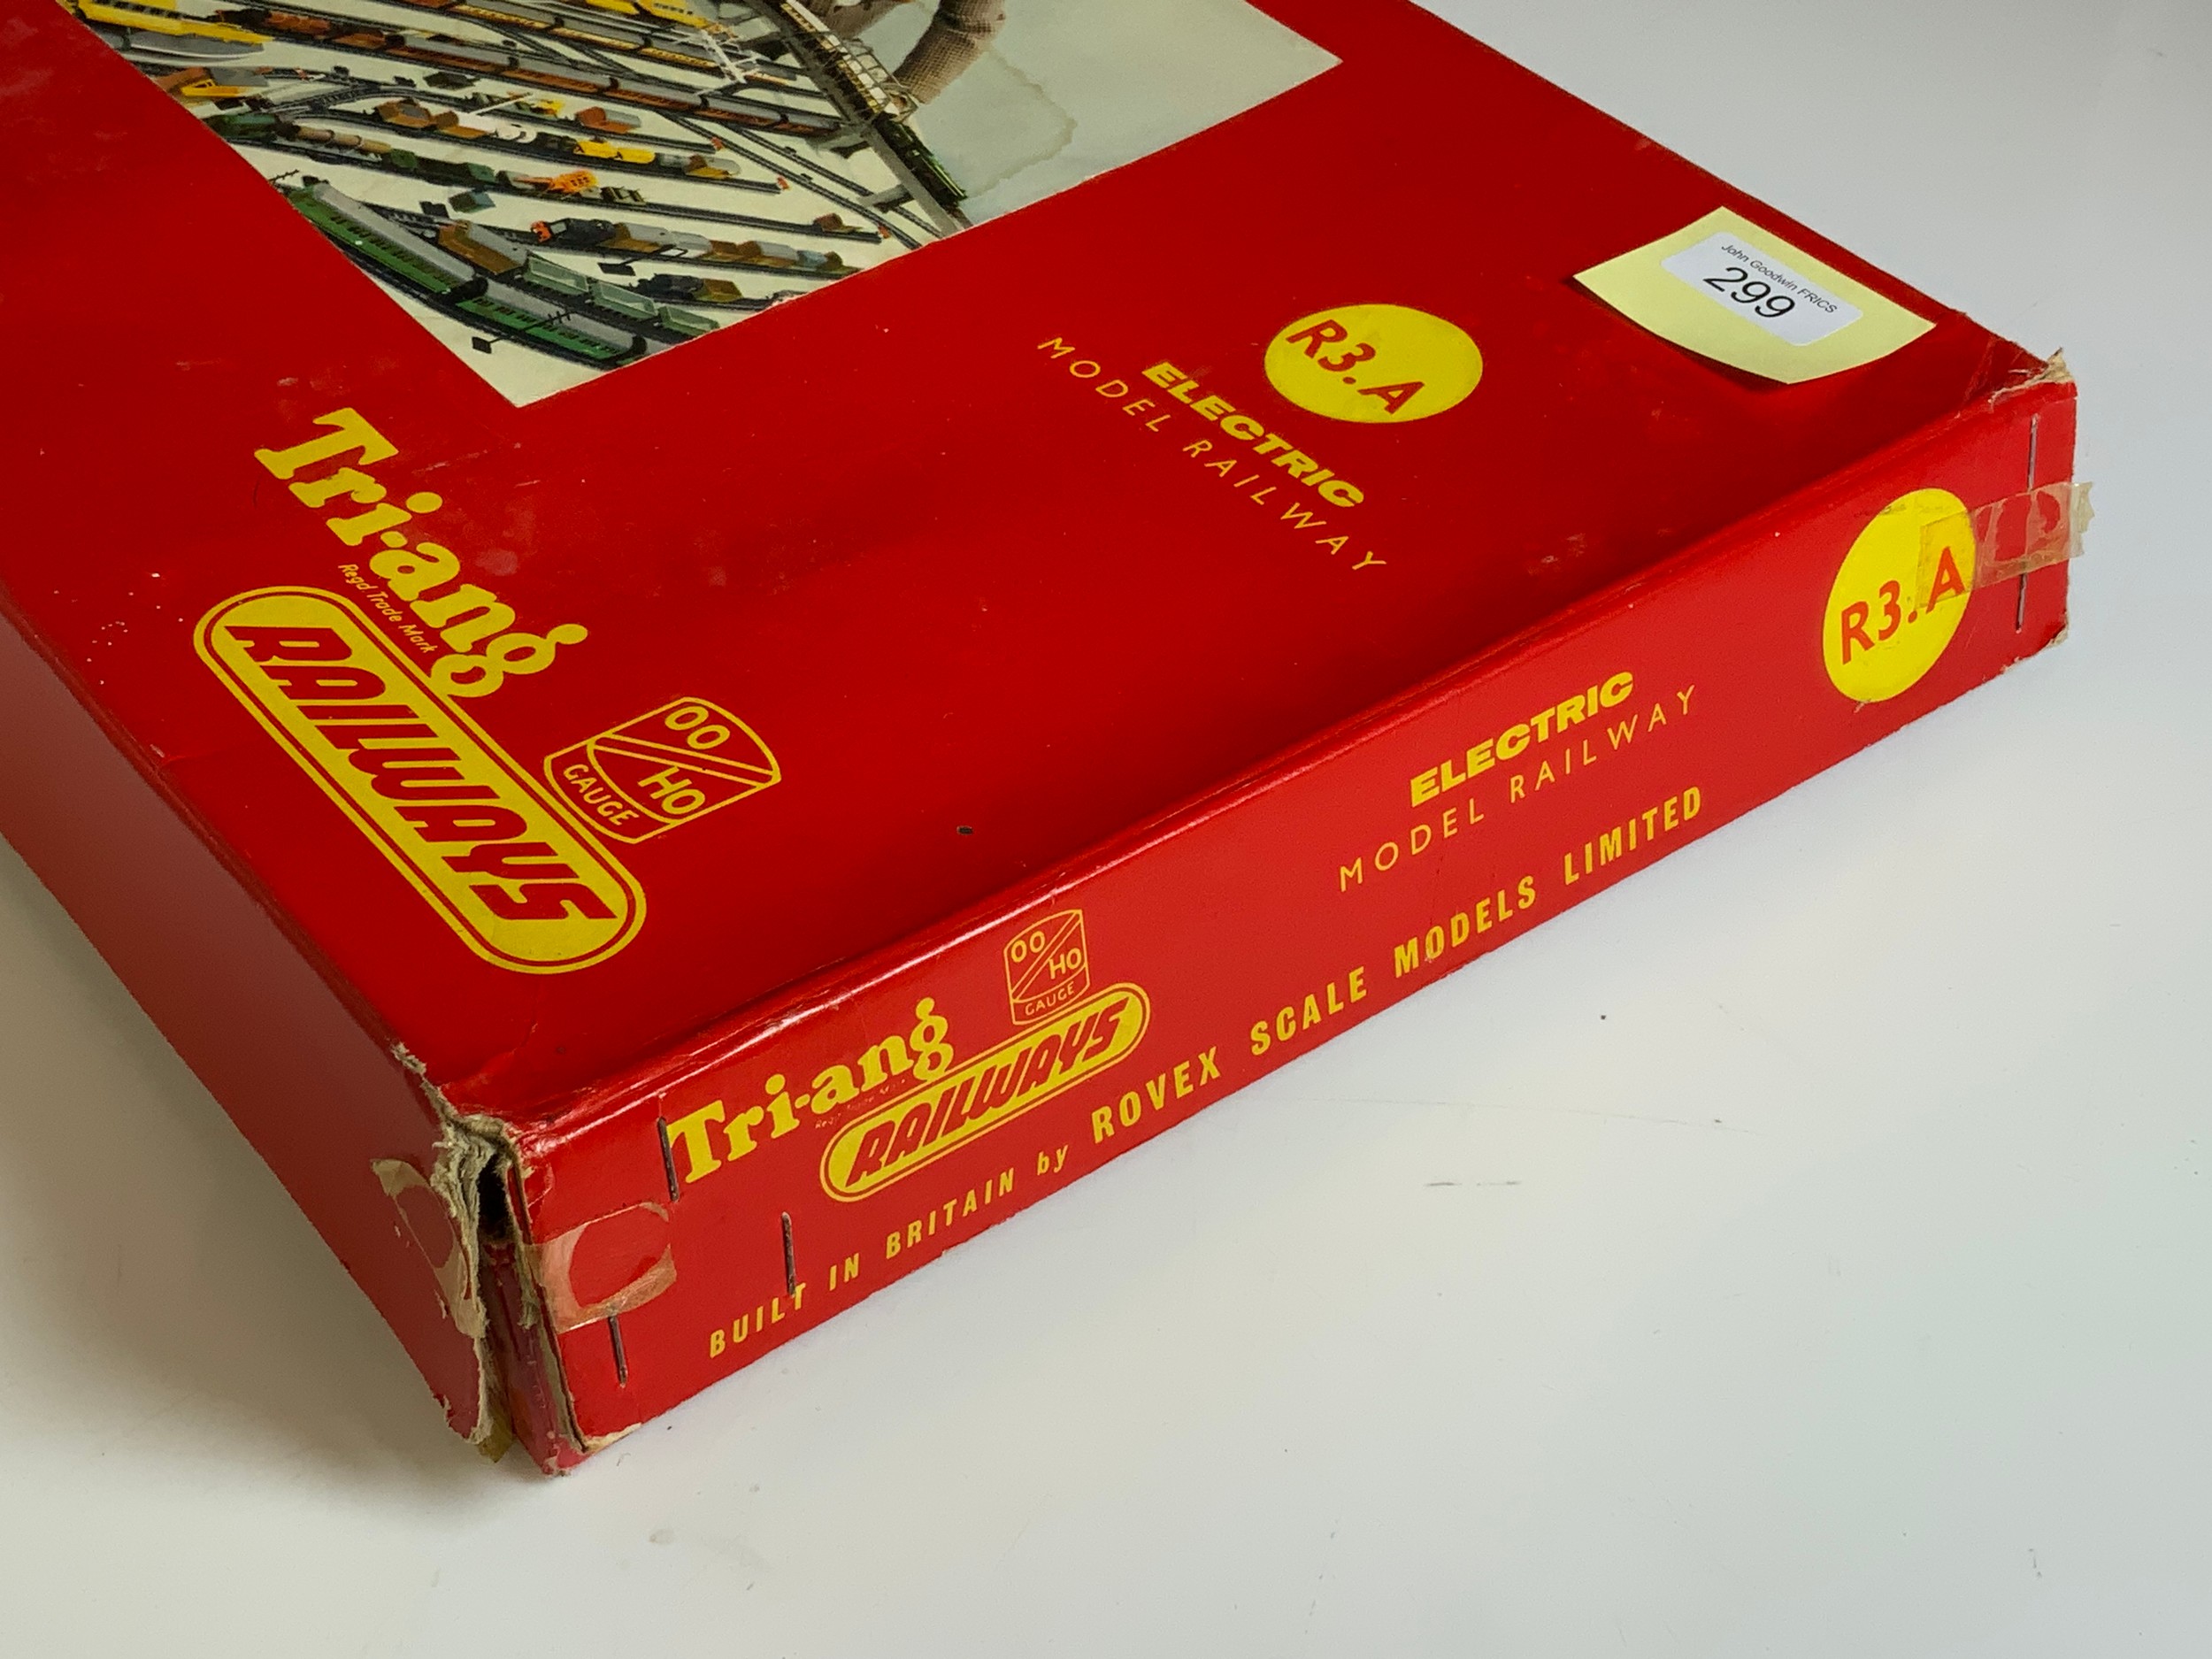 John Goodwin FRICS
299
R3.A
ELECTRIC
MODEL RAILWAY
Tri-ang
Regd Trade Mark
RAILWAYS
OO
HO
GAUGE
R3.A
ELECTRIC
MODEL RAILWAY
OO
HO
GAUGE
Tri-ang
RAILWAYS
BUILT IN BRITAIN by ROVEX SCALE MODELS LIMITED